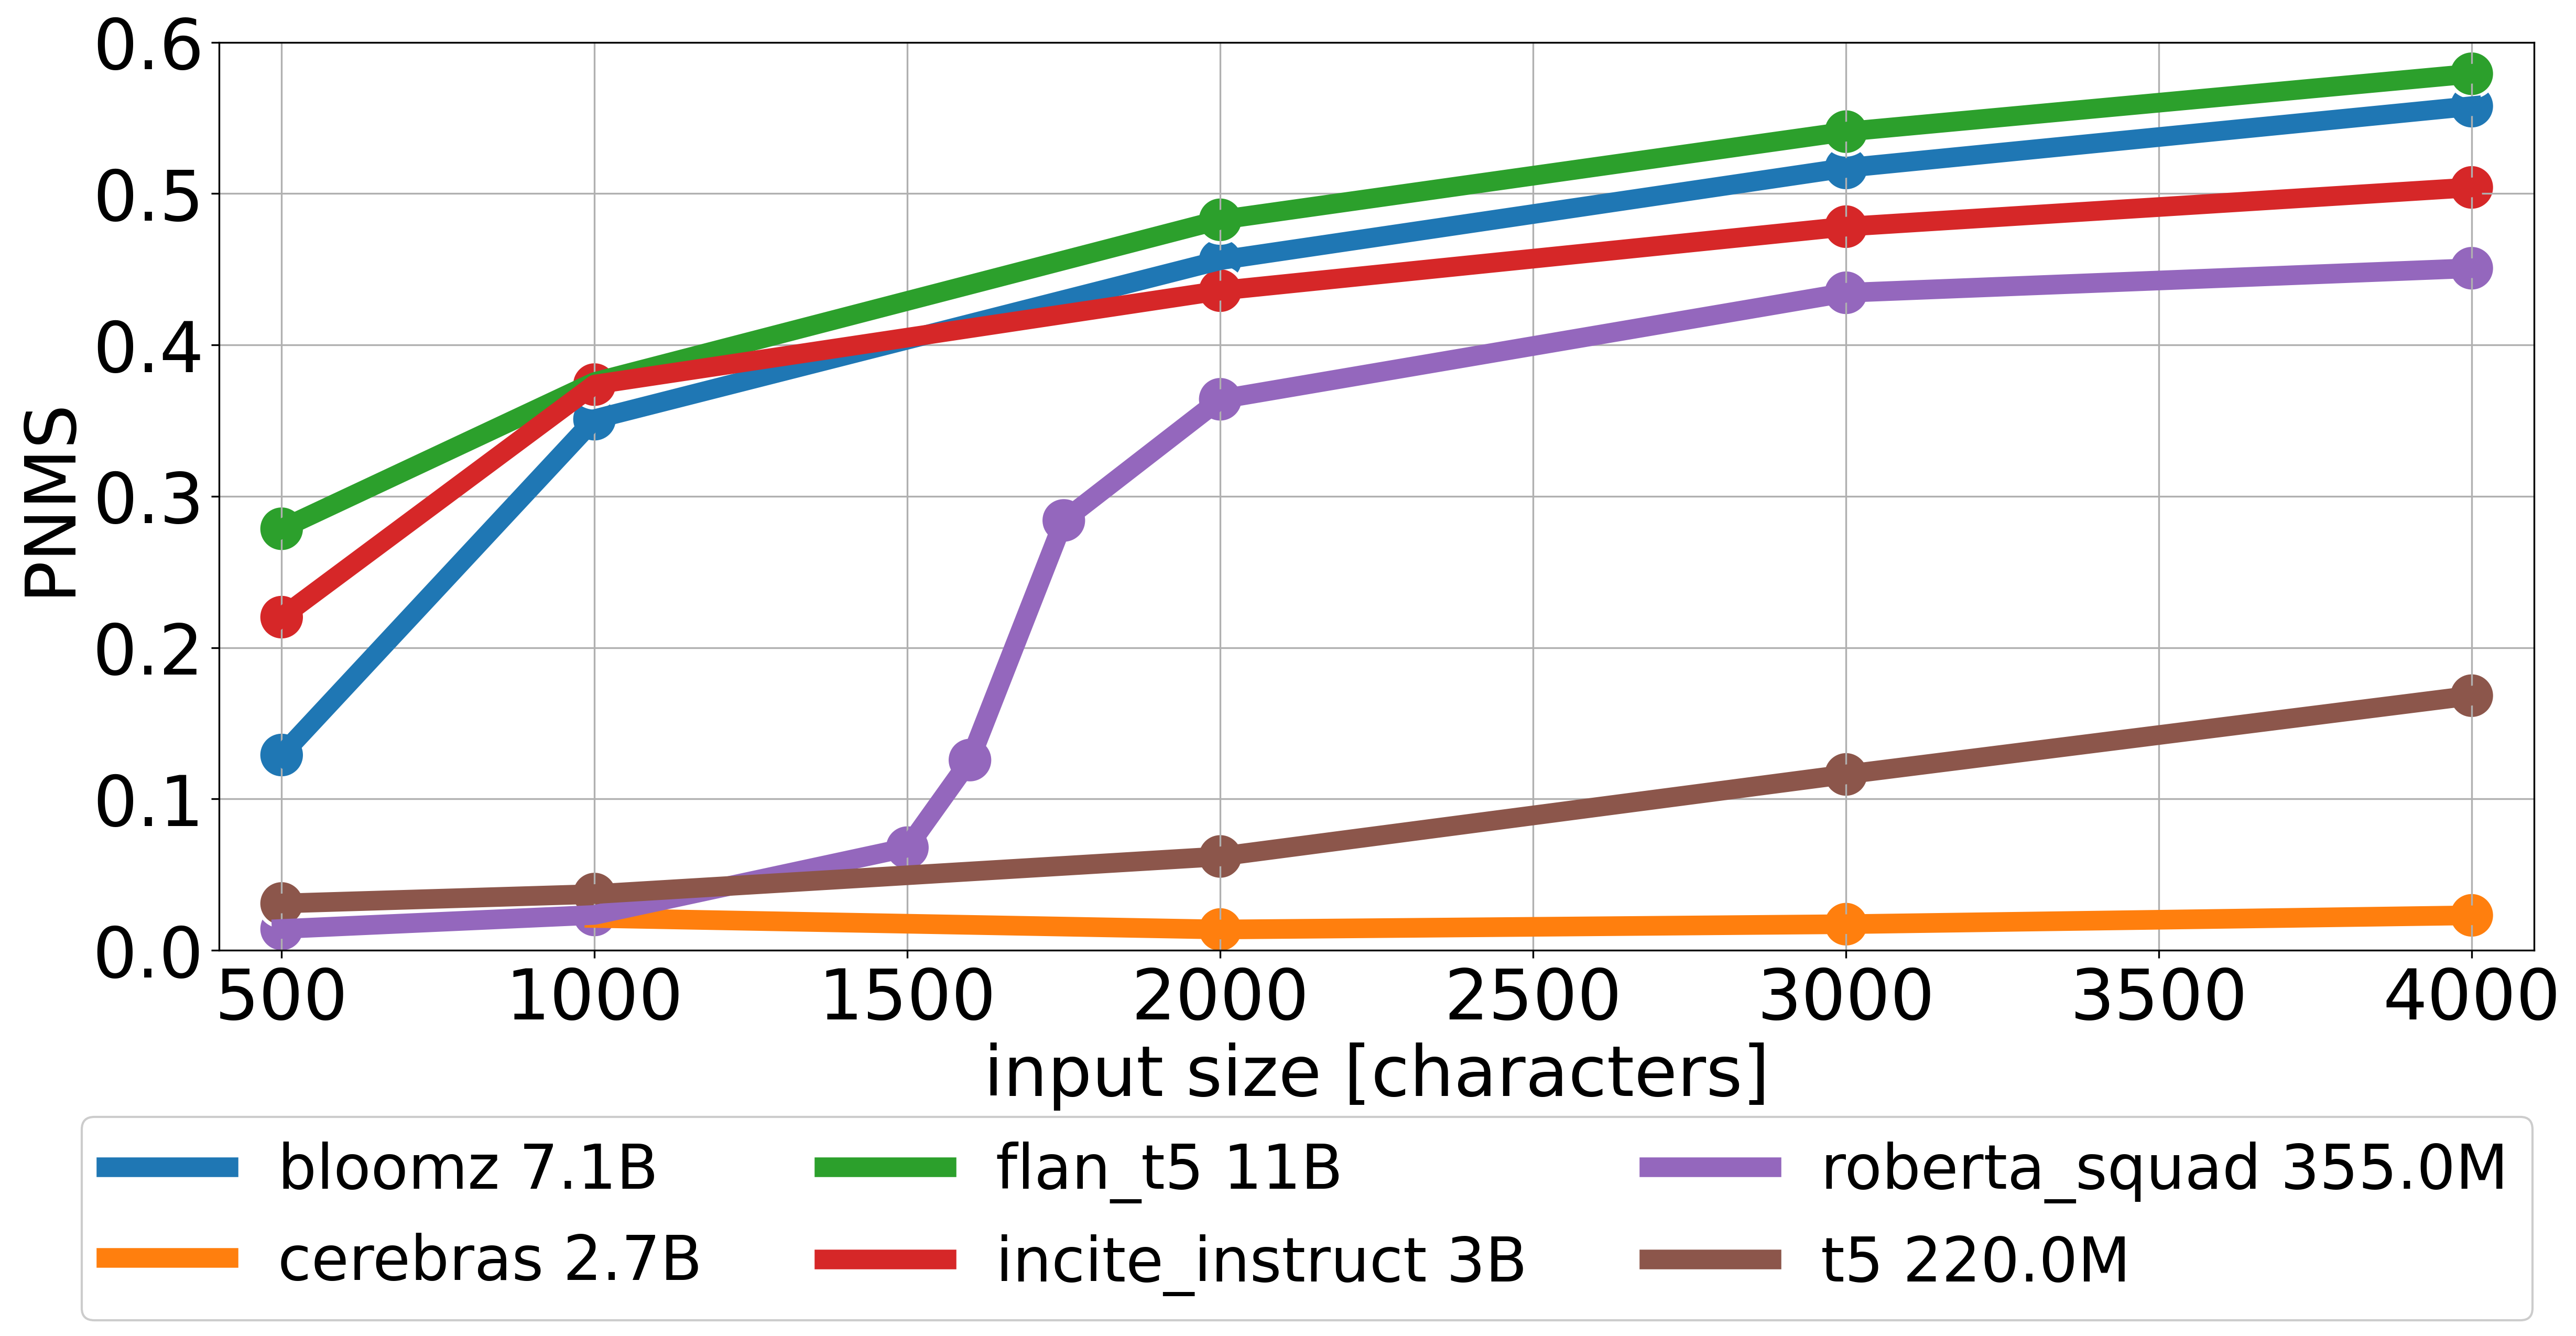 0.6
0.5
0.4
0.3
0.2
0.1
0.0
PNMS
500 1000 1500 2000 2500 3000 3500 4000
input size [characters]
bloomz 7.1B flan_t5 11B roberta_squad 355.0M
cerebras 2.7B incite_instruct 3B t5 220.0M